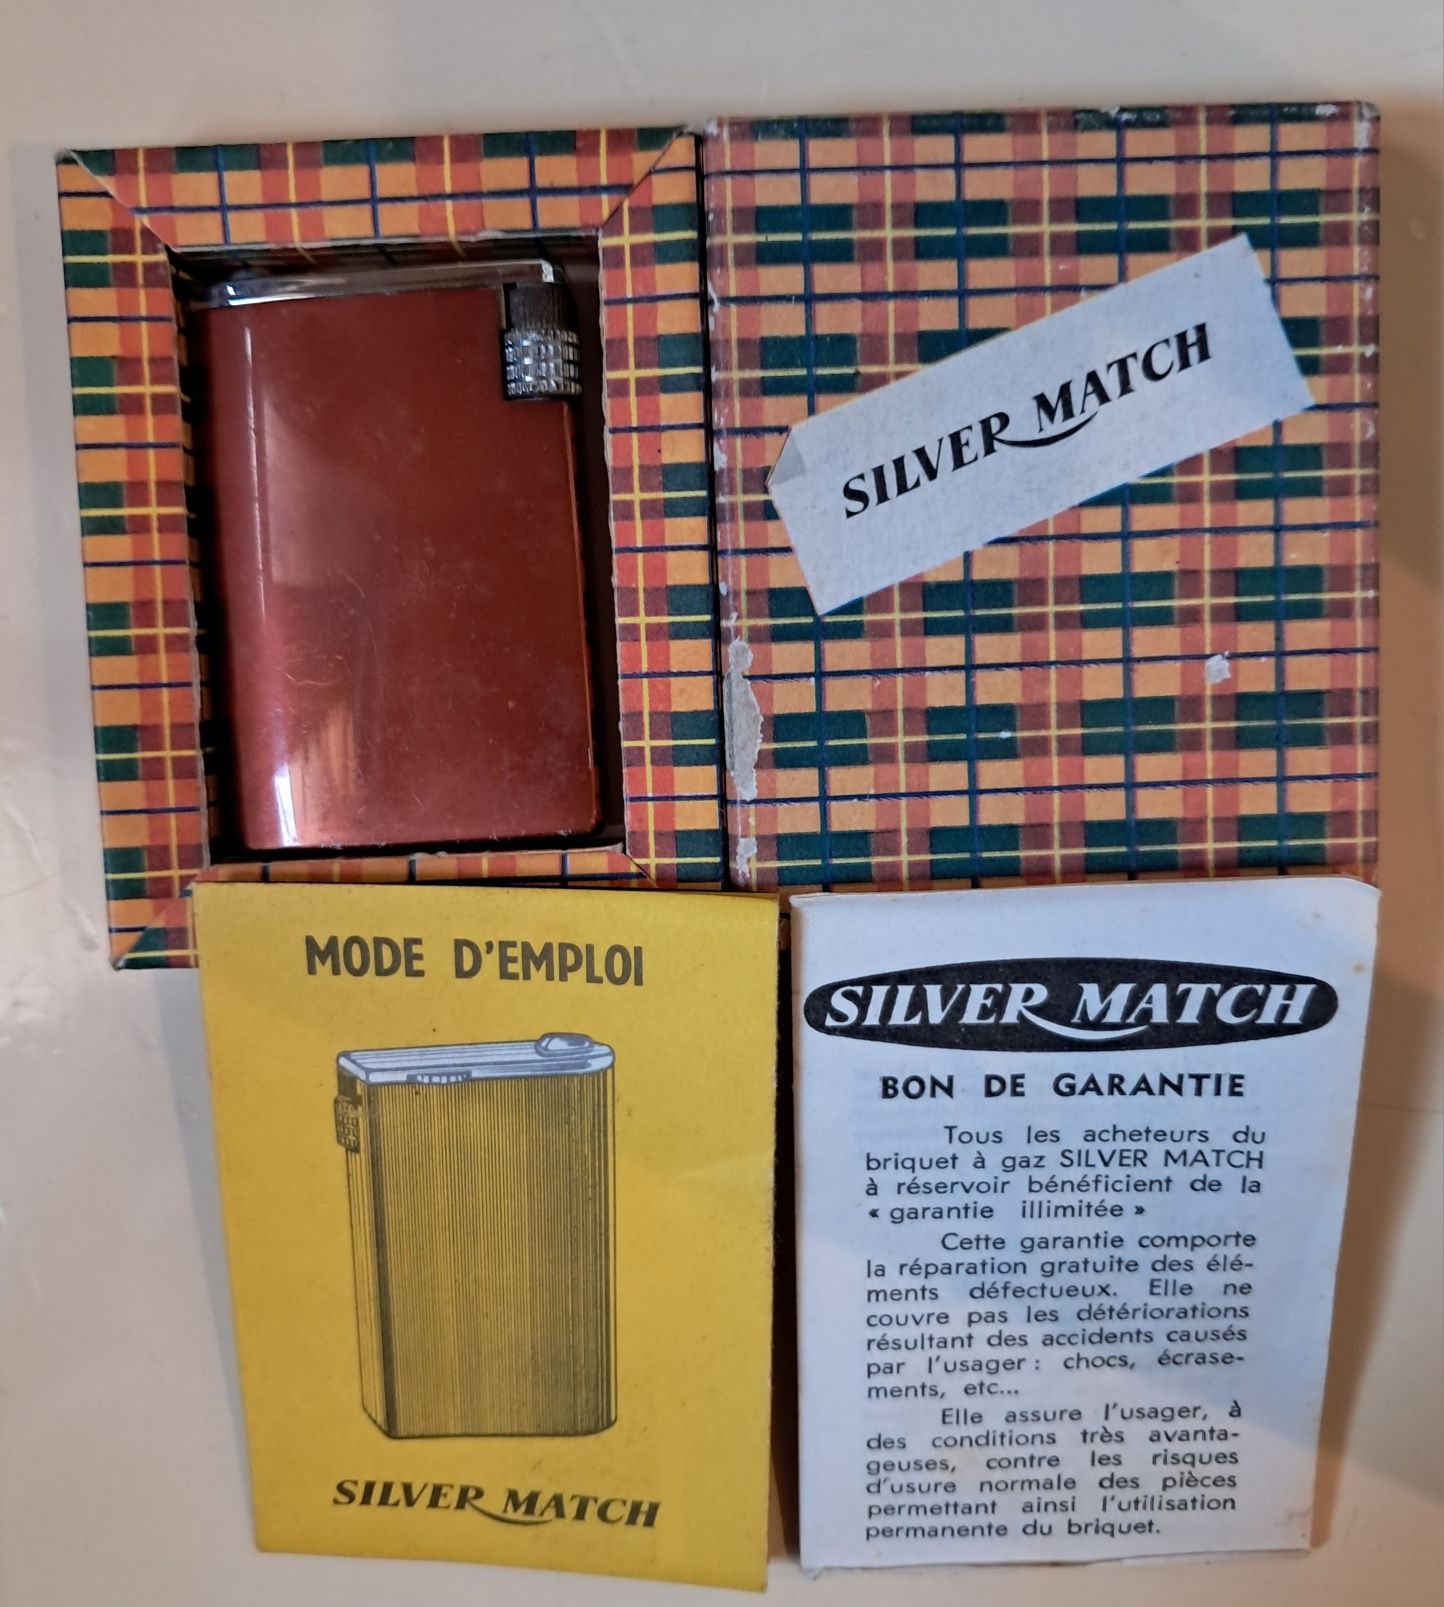 SILVER MATCH
MODE D'EMPLOI
SILVER MATCH
SILVER MATCH
BON DE GARANTIE
Tous les acheteurs du
briquet à gaz SILVER MATCH
à réservoir bénéficient de la
« garantie illimitée »
Cette garantie comporte
la réparation gratuite des élé-
ments défectueux. Elle ne
couvre pas les détériorations
résultant des accidents causés
par l'usager : chocs, écrase-
ments, etc...
Elle assure l'usager, à
des conditions très avanta-
geuses, contre les risques
d'usure normale des pièces
permettant ainsi l'utilisation
permanente du briquet.